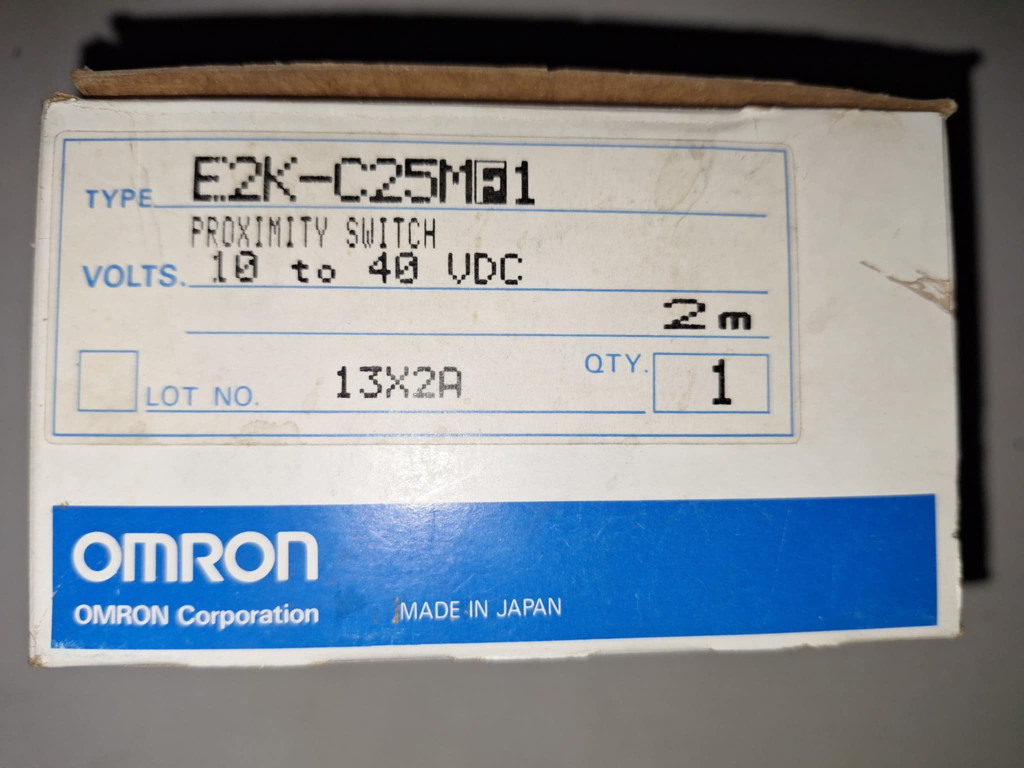 TYPE E2K-C25MF1
PROXIMITY SWITCH
VOLTS. 10 to 40 VDC
2m
LOT NO. 13X2A QTY. 1
OMRON
OMRON Corporation MADE IN JAPAN